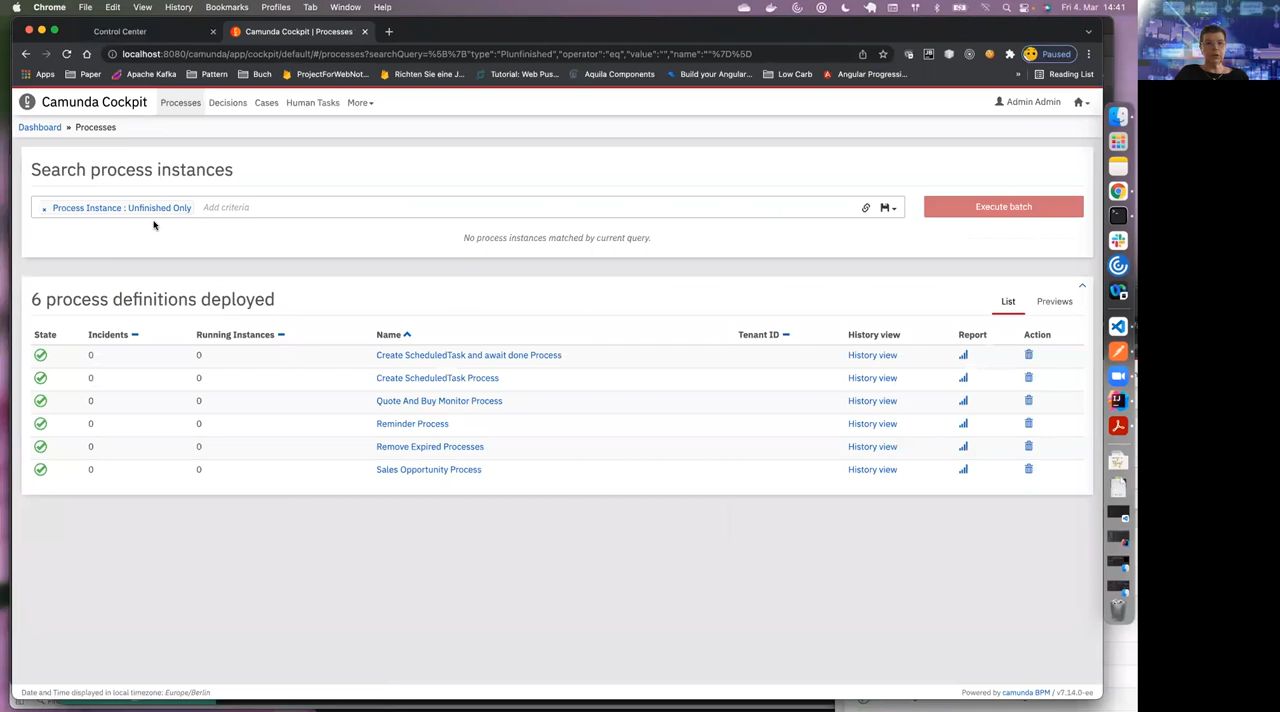 Chrome File Edit View History Bookmarks Profiles Tab Window Help Fri 4. Mar 14:41
Control Center Camunda Cockpit | Processes
localhost:8080/camunda/app/cockpit/default/#/processes?searchQuery=%5B%7B"type":"PIunfinished","operator":"eq","value":"","name":""%7D%5D Paused
Apps Paper Apache Kafka Pattern Buch ProjectForWebNot... Richten Sie eine J... Tutorial: Web Pus... Aquila Components Build your Angular... Low Carb Angular Progressi... » Reading List
Camunda Cockpit Processes Decisions Cases Human Tasks More Admin Admin
Dashboard » Processes
Search process instances
× Process Instance : Unfinished Only Add criteria Execute batch
No process instances matched by current query.
6 process definitions deployed List Previews
State Incidents Running Instances Name Tenant ID History view Report Action
0 0 Create ScheduledTask and await done Process History view
0 0 Create ScheduledTask Process History view
0 0 Quote And Buy Monitor Process History view
0 0 Reminder Process History view
0 0 Remove Expired Processes History view
0 0 Sales Opportunity Process History view
Date and Time displayed in local timezone: Europe/Berlin Powered by camunda BPM / v7.14.0-ee